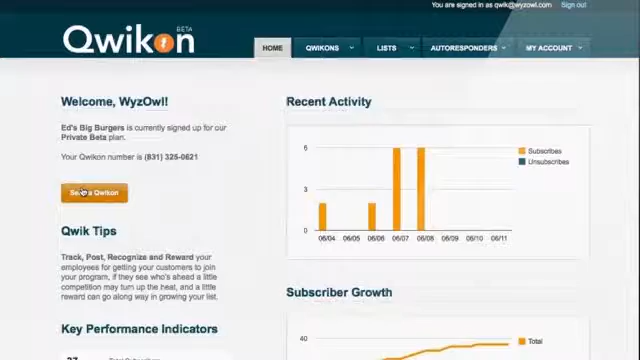 You are signed in as qwik@wyzowl.com Sign out
Qwikon BETA
HOME QWIKONS LISTS AUTORESPONDERS MY ACCOUNT
Welcome, WyzOwl!
Ed's Big Burgers is currently signed up for our
Private Beta plan.
Your Qwikon number is (831) 325-0621
Send a Qwikon
Qwik Tips
Track, Post, Recognize and Reward your
employees for getting your customers to join
your program, if they see who's ahead a little
competition may turn up the heat, and a little
reward can go along way in growing your list.
Key Performance Indicators
Recent Activity
6
3
0
06/04 06/05 06/06 06/07 06/08 06/09 06/10 06/11
Subscribes
Unsubscribes
Subscriber Growth
40
Total